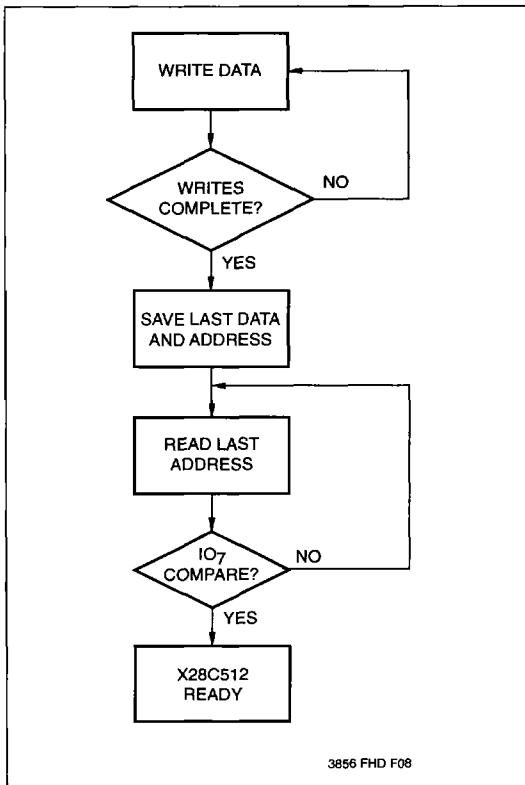 WRITE DATA
WRITES
COMPLETE?
NO
YES
SAVE LAST DATA
AND ADDRESS
READ LAST
ADDRESS
IO7
COMPARE?
NO
YES
X28C512
READY
3856 FHD F08